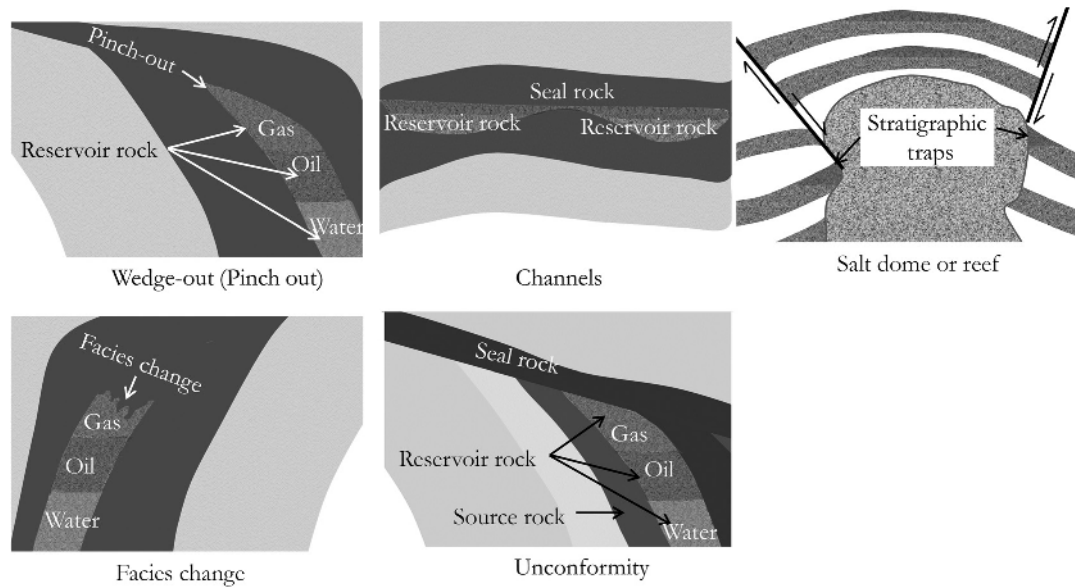 Pinch-out
Gas
Reservoir rock
Oil
Water
Wedge-out (Pinch out)
Seal rock
Reservoir rock
Reservoir rock
Channels
Stratigraphic
traps
Salt dome or reef
Facies
change
Gas
Oil
Water
Facies change
Seal rock
Gas
Reservoir rock
Oil
Source rock
Water
Unconformity